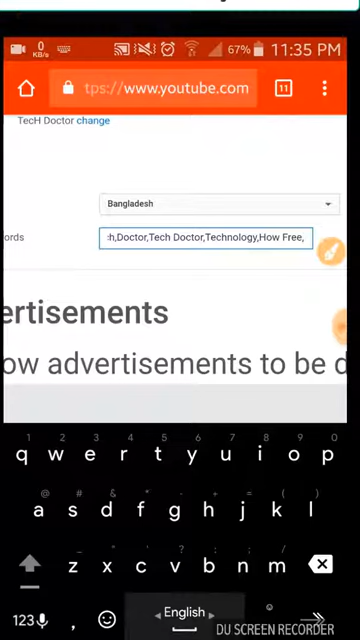 0
KB/s
67%
11:35 PM
tps://www.youtube.com
11
TecH Doctor change
Bangladesh
ords
h,Doctor,Tech Doctor,Technology,How Free,
ertisements
ow advertisements to be d
1 2 3 4 5 6 7 8 9 0
q w e r t y u i o p
@ # & * - + = ( )
a s d f g h j k l
z x c v b n m
123
,
English
DU SCREEN RECORDER